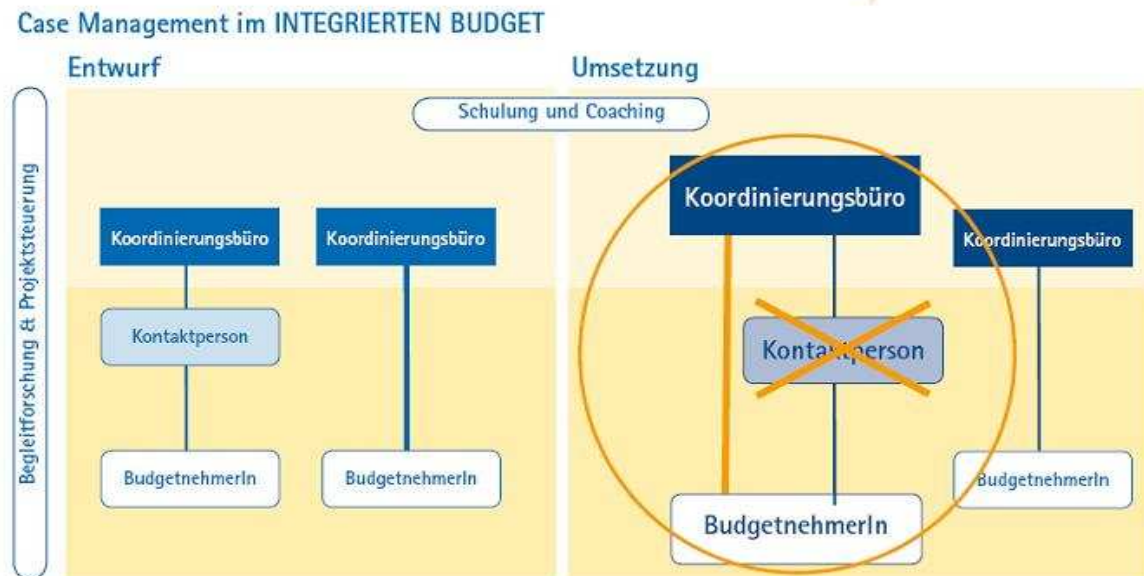 Case Management im INTEGRIERTEN BUDGET
Entwurf
Umsetzung
Begleitforschung & Projektsteuerung
Schulung und Coaching
Koordinierungsbüro
Koordinierungsbüro
Kontaktperson
BudgetnehmerIn
BudgetnehmerIn
Koordinierungsbüro
Koordinierungsbüro
Kontaktperson
BudgetnehmerIn
BudgetnehmerIn